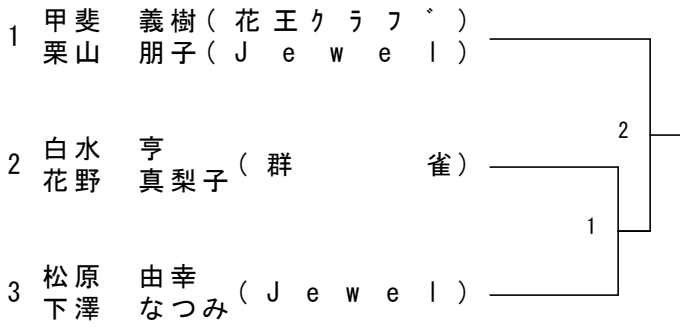 1 甲斐 義樹(花王クラブ)
栗山 朋子(Jewel)
2
2 白水 亨
花野 真梨子(群雀)
1
3 松原 由幸
下澤 なつみ(Jewel)